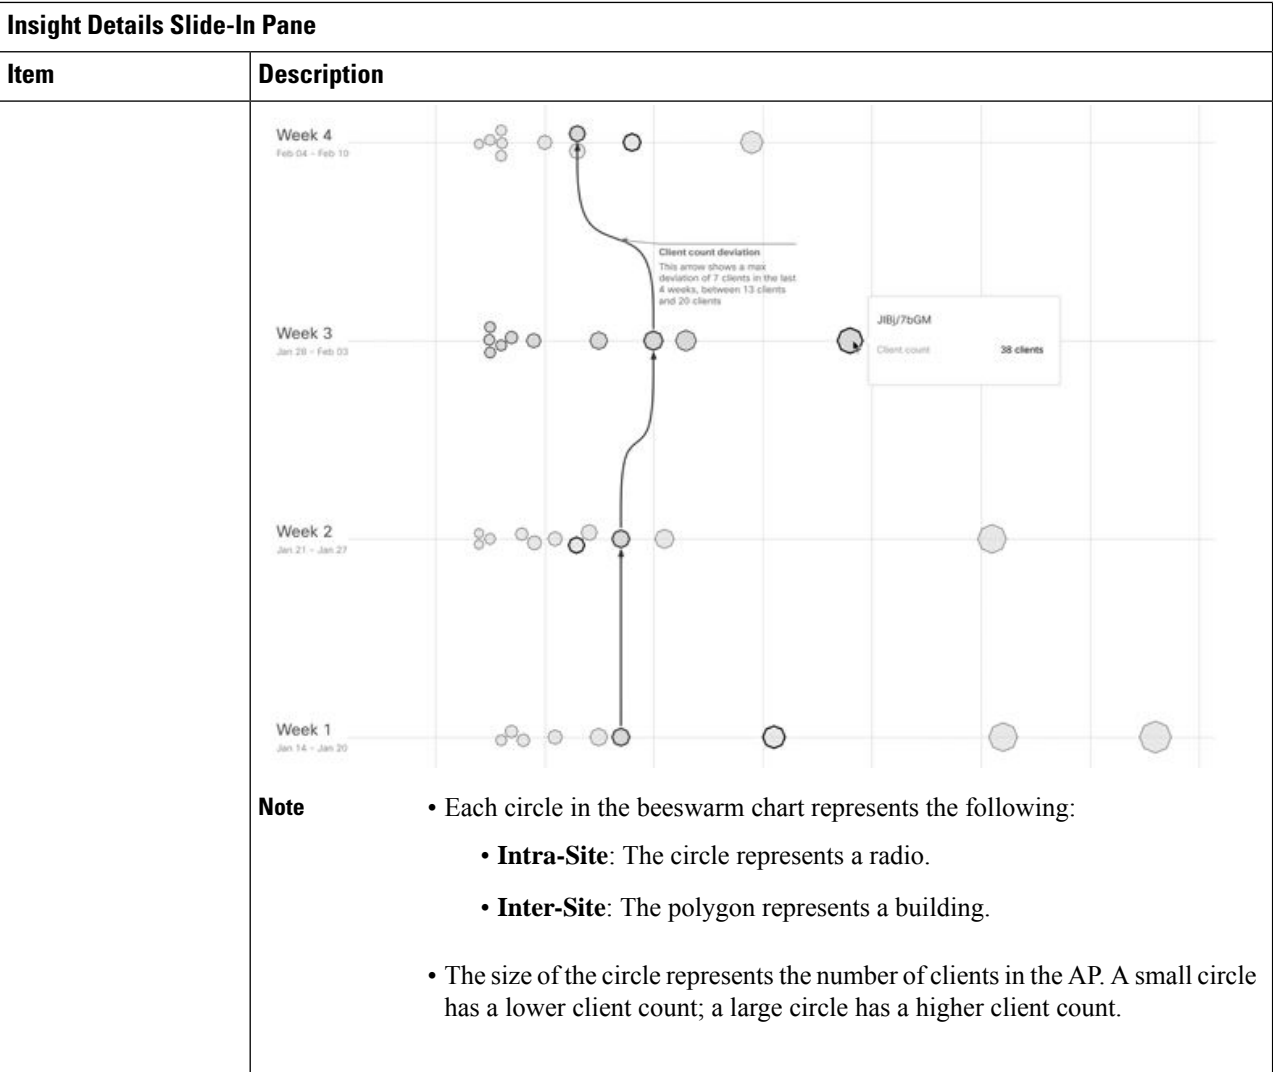 Insight Details Slide-In Pane
Item
Description
Week 4
Feb 04 - Feb 10
Client count deviation
This arrow shows a max
deviation of 7 clients in the last
4 weeks, between 13 clients
and 20 clients
Week 3
Jan 28 - Feb 03
JIBj/7bGM
Client count 38 clients
Week 2
Jan 21 - Jan 27
Week 1
Jan 14 - Jan 20
Note
• Each circle in the beeswarm chart represents the following:
• Intra-Site: The circle represents a radio.
• Inter-Site: The polygon represents a building.
• The size of the circle represents the number of clients in the AP. A small circle
has a lower client count; a large circle has a higher client count.